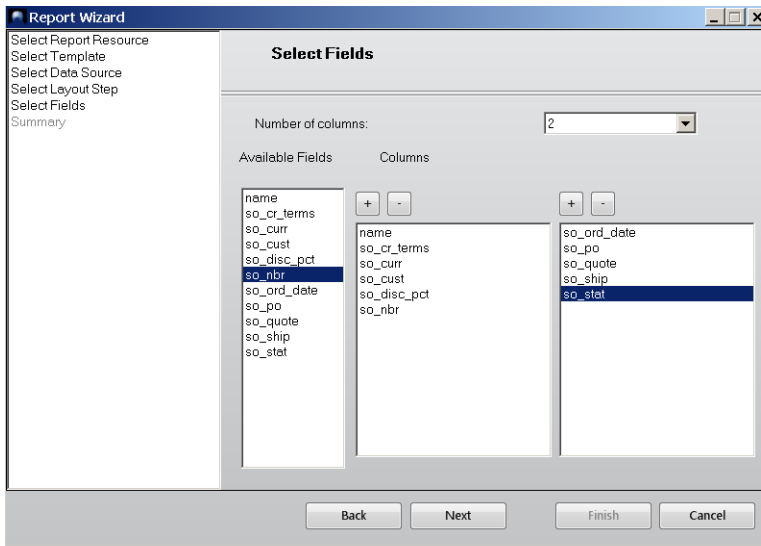 Report Wizard
Select Report Resource
Select Template
Select Data Source
Select Layout Step
Select Fields
Summary
Select Fields
Number of columns:
2
Available Fields
Columns
name
so_cr_terms
so_curr
so_cust
so_disc_pct
so_nbr
so_ord_date
so_po
so_quote
so_ship
so_stat
+ -
name
so_cr_terms
so_curr
so_cust
so_disc_pct
so_nbr
+ -
so_ord_date
so_po
so_quote
so_ship
so_stat
Back
Next
Finish
Cancel